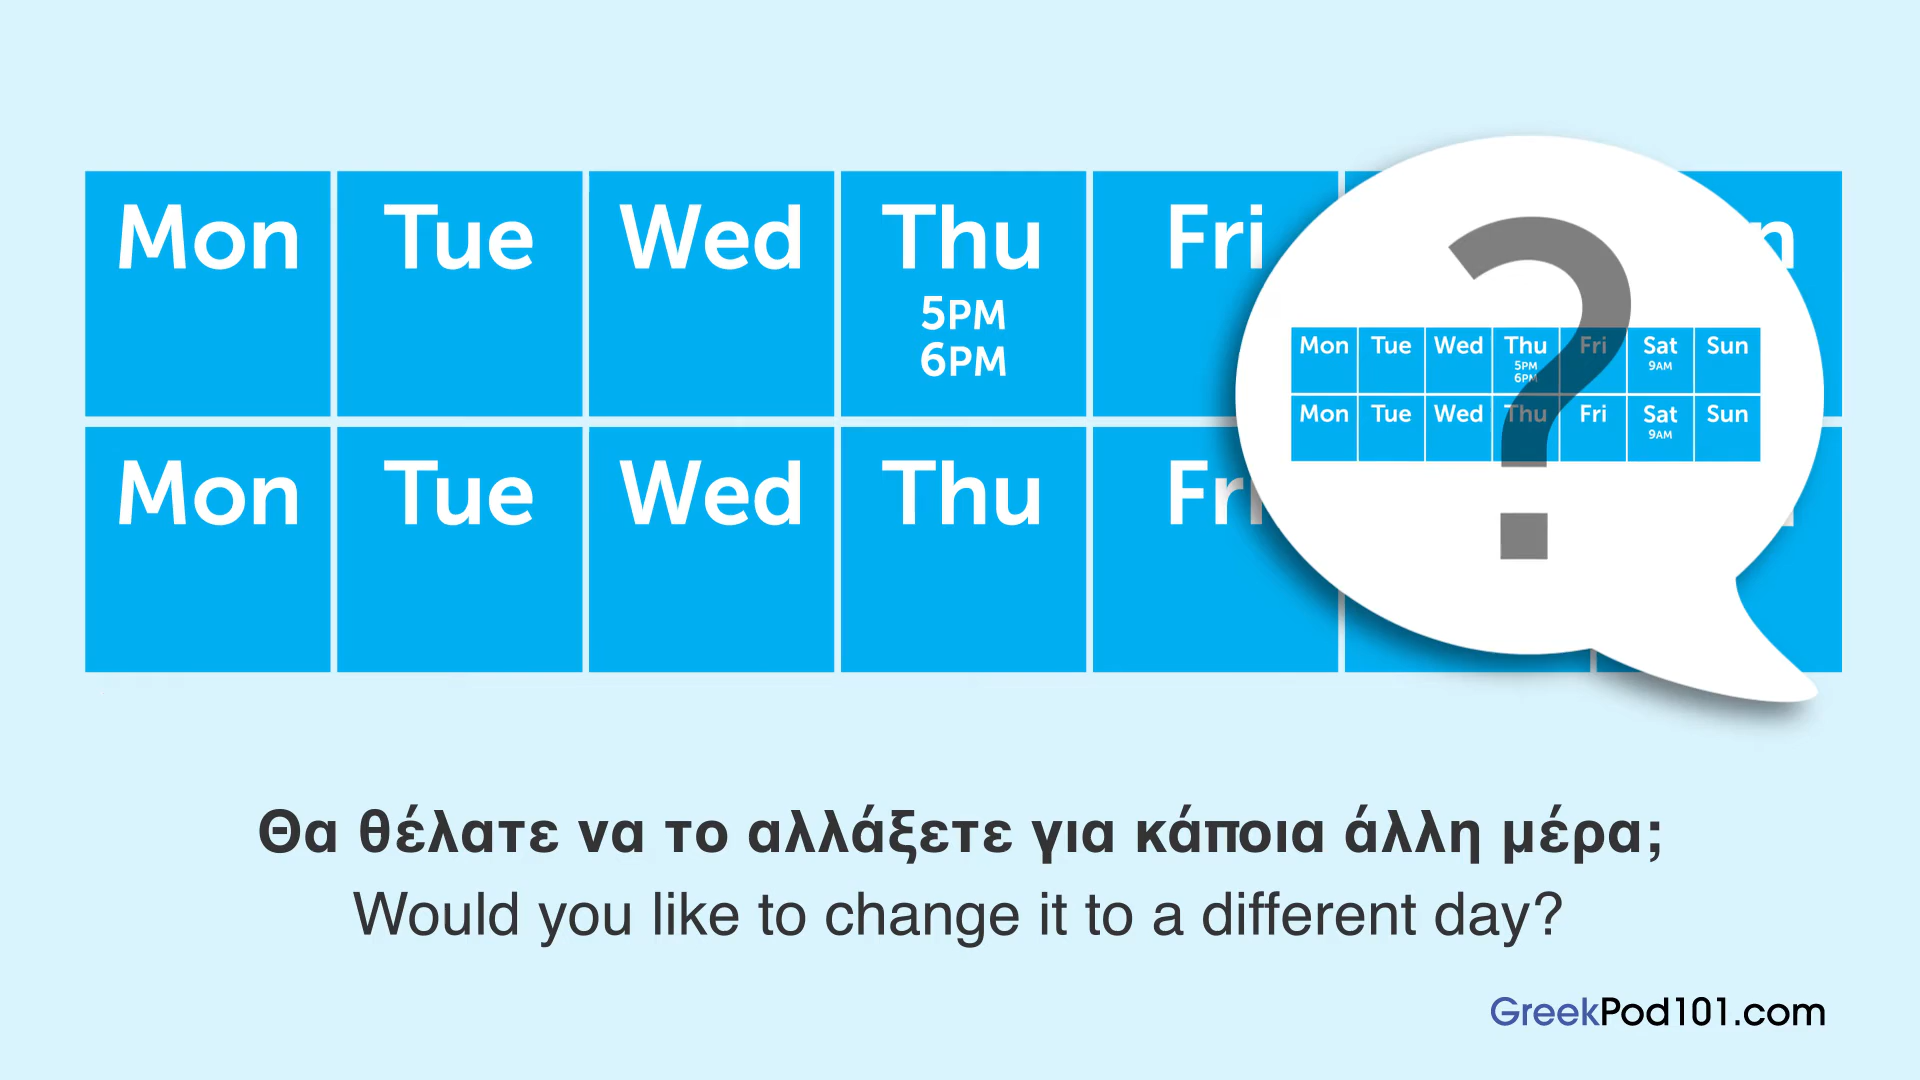 Mon Tue Wed Thu Fri
5PM
6PM
Mon Tue Wed Thu
Mon Tue Wed Thu Fri Sat Sun
5PM 9AM
6PM
Mon Tue Wed Thu Fri Sat Sun
9AM
Θα θέλατε να το αλλάξετε για κάποια άλλη μέρα;
Would you like to change it to a different day?
GreekPod101.com